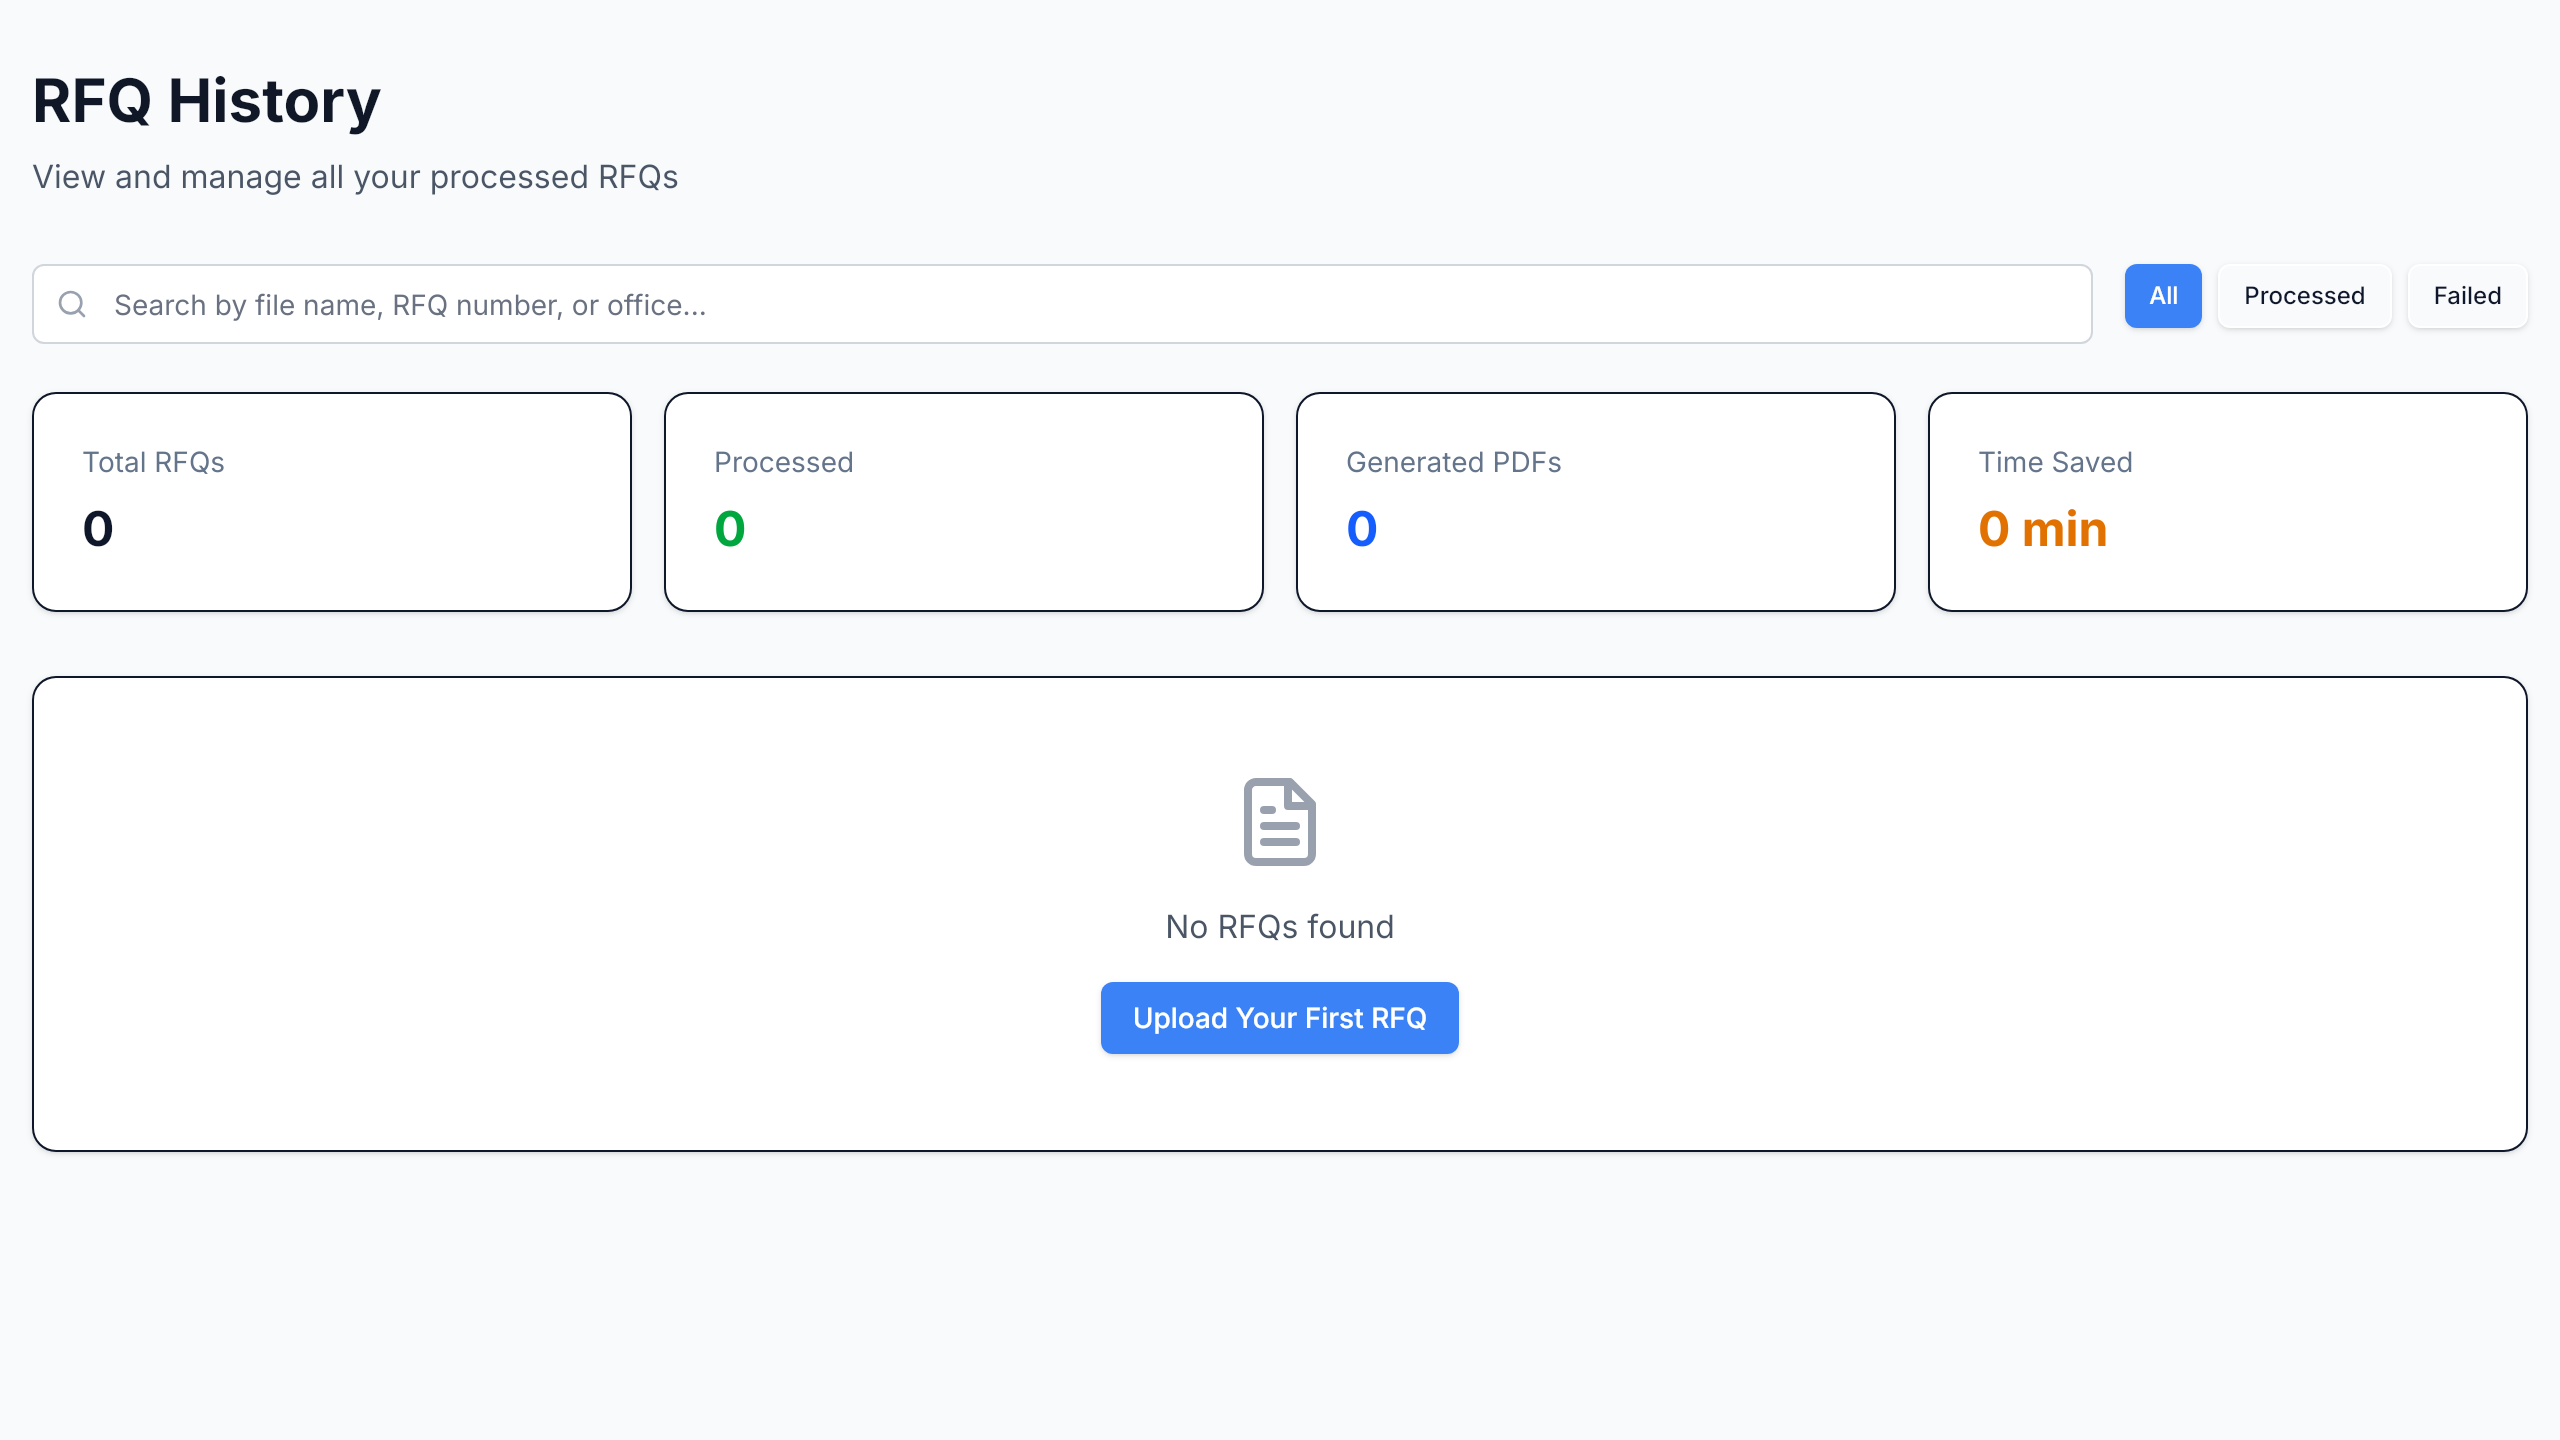 RFQ History
View and manage all your processed RFQs
Search by file name, RFQ number, or office...
All
Processed
Failed
Total RFQs
0
Processed
0
Generated PDFs
0
Time Saved
0 min
No RFQs found
Upload Your First RFQ